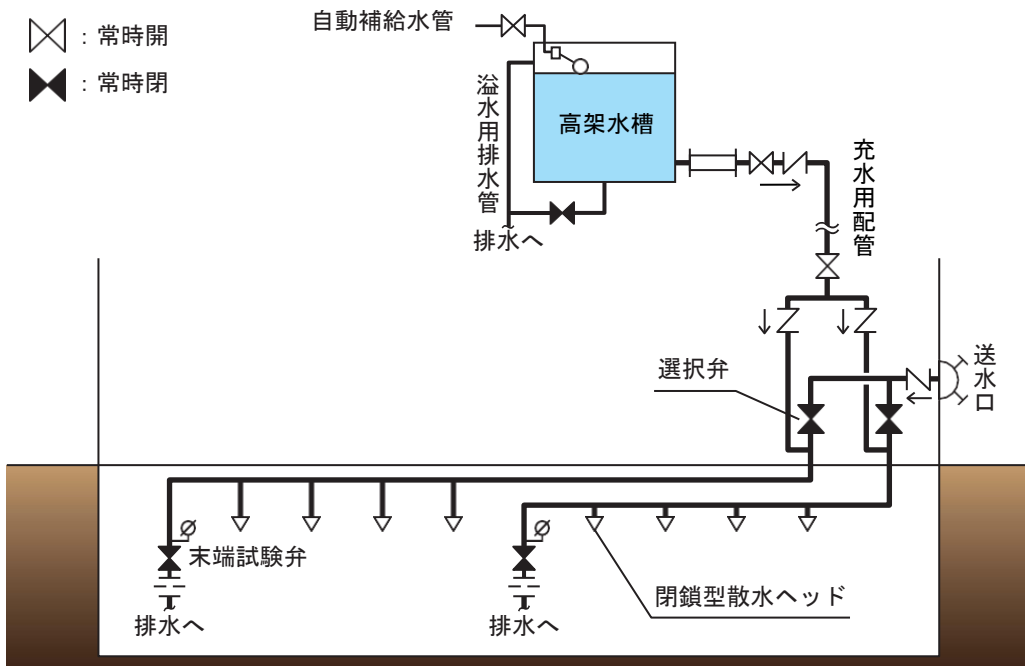 ：常時開
：常時閉
自動補給水管
溢水用排水管
高架水槽
充水用配管
排水へ
選択弁
送水口
末端試験弁
閉鎖型散水ヘッド
排水へ
排水へ